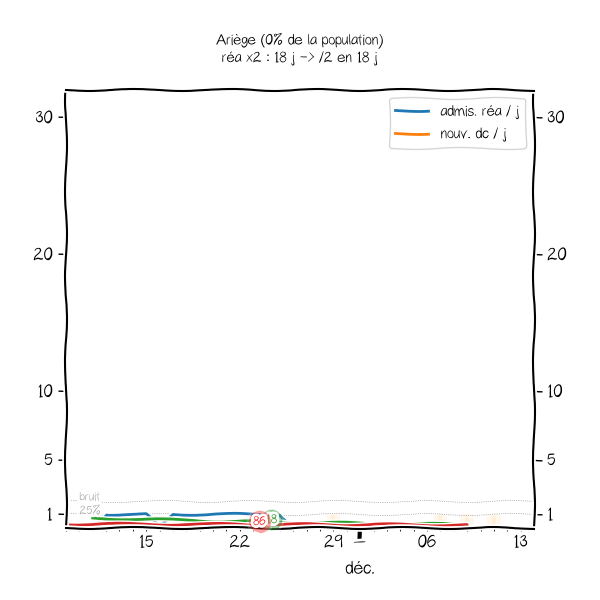 Ariège (0% de la population)
réa x2 : 18 j -> /2 en 18 j
admis. réa / j
nouv. dc / j
30 30
20 20
10 10
5 5
bruit
25%
1 1
86 8
15 22 29 06 13
déc.